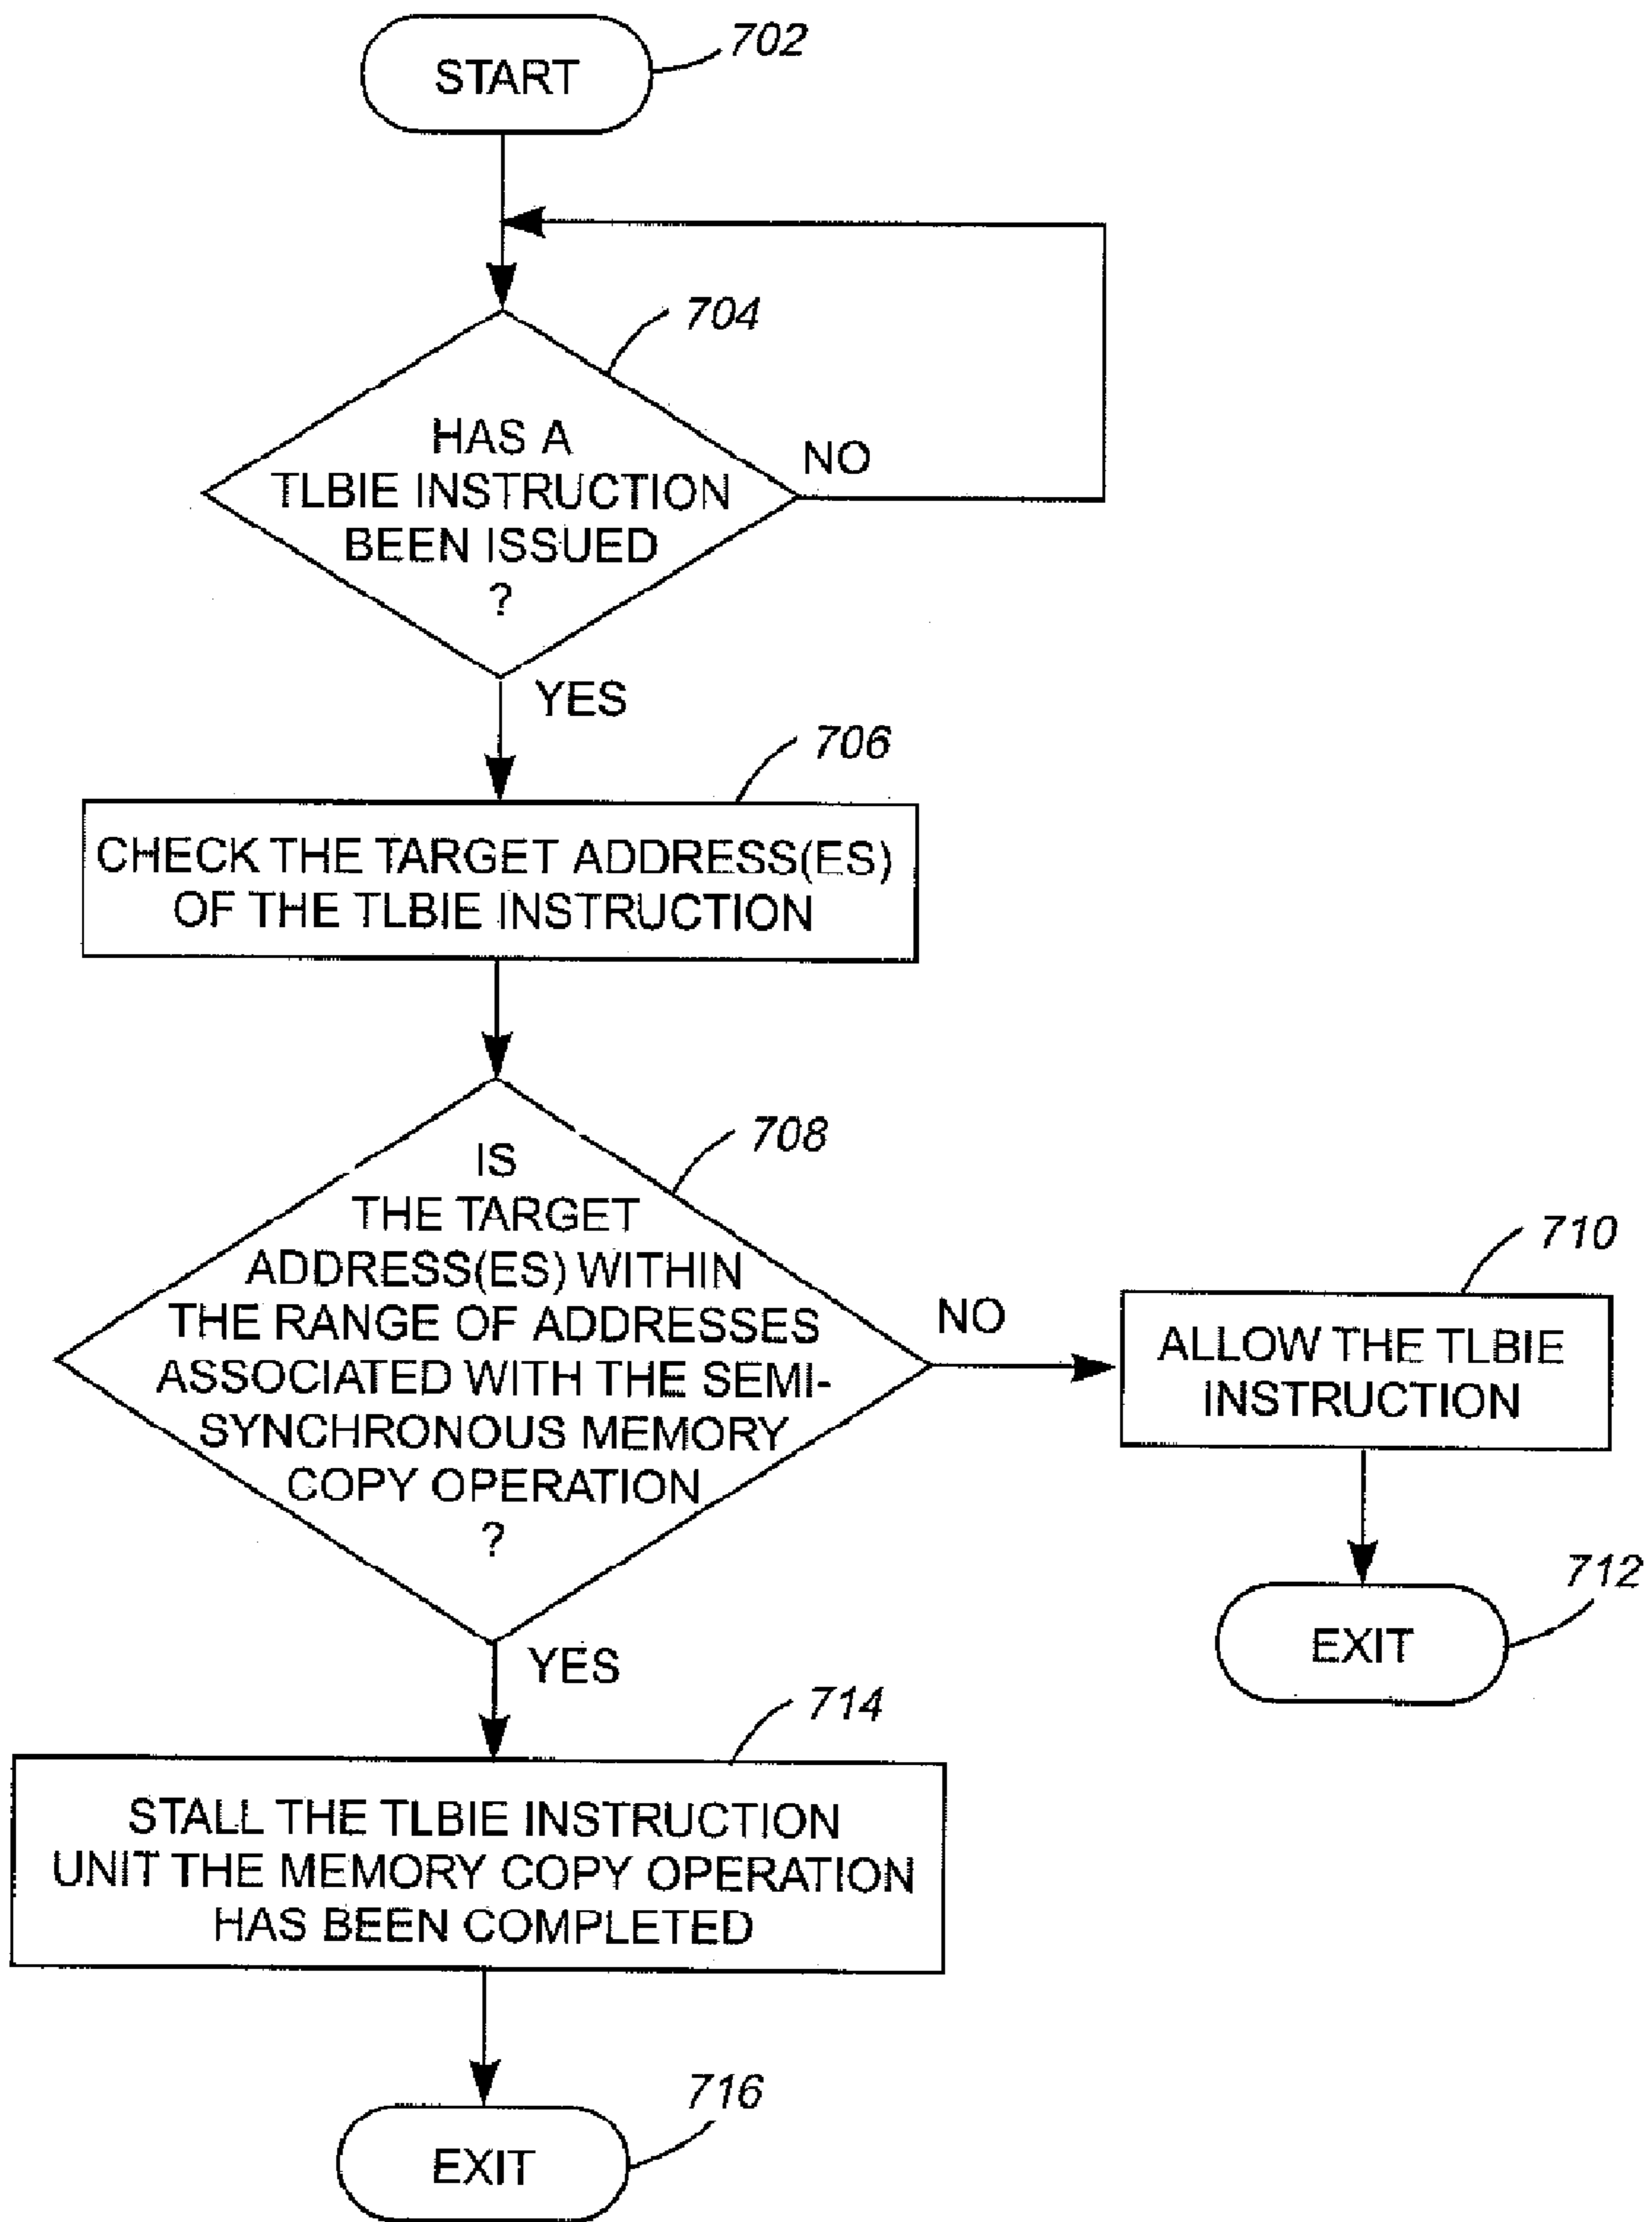 START
702
704
HAS A
TLBIE INSTRUCTION
BEEN ISSUED
?
NO
YES
706
CHECK THE TARGET ADDRESS(ES)
OF THE TLBIE INSTRUCTION
708
IS
THE TARGET
ADDRESS(ES) WITHIN
THE RANGE OF ADDRESSES
ASSOCIATED WITH THE SEMI-
SYNCHRONOUS MEMORY
COPY OPERATION
?
NO
710
ALLOW THE TLBIE
INSTRUCTION
712
EXIT
YES
714
STALL THE TLBIE INSTRUCTION
UNIT THE MEMORY COPY OPERATION
HAS BEEN COMPLETED
716
EXIT